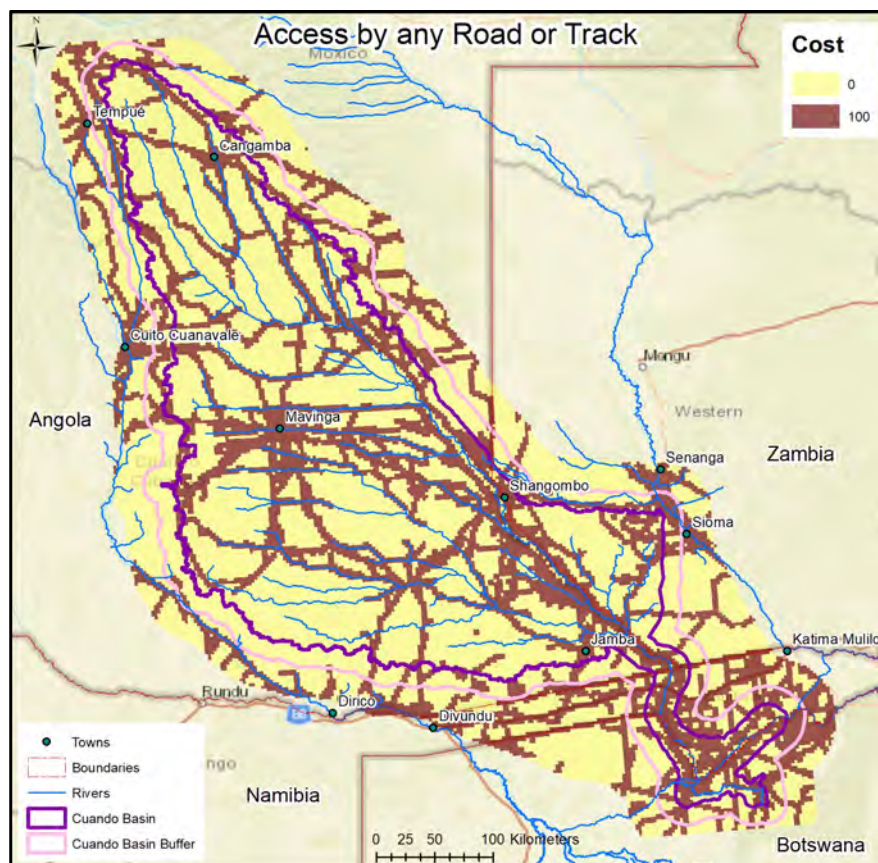 Access by any Road or Track
N
Moxico
Cost
0
100
Tempué
Cangamba
Cuito Cuanavale
Mongu
Angola
Mavinga
Western
Zambia
Senanga
Shangombo
Sioma
Jamba
Katima Mulilo
Rundu
Dirico
Divundu
Towns
Boundaries
Rivers
Cuando Basin
Cuando Basin Buffer
Namibia
0 25 50 100 Kilometers
Botswana